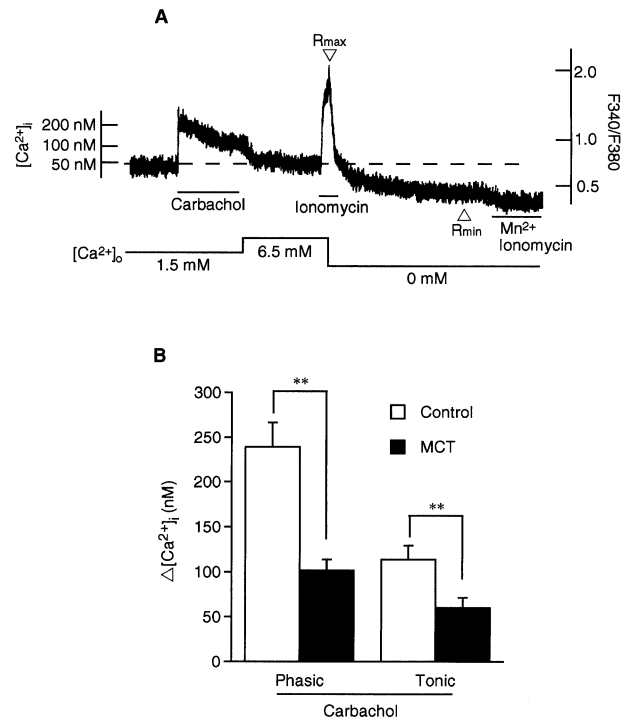 A
Rmax
2.0
200 nM
100 nM
50 nM
[Ca2+]i
1.0
0.5
F340/F380
Carbachol
Ionomycin
Rmin
Mn2+
Ionomycin
[Ca2+]o
1.5 mM
6.5 mM
0 mM
B
300
250
200
150
100
50
0
△[Ca2+]i (nM)
**
**
Control
MCT
Phasic
Tonic
Carbachol